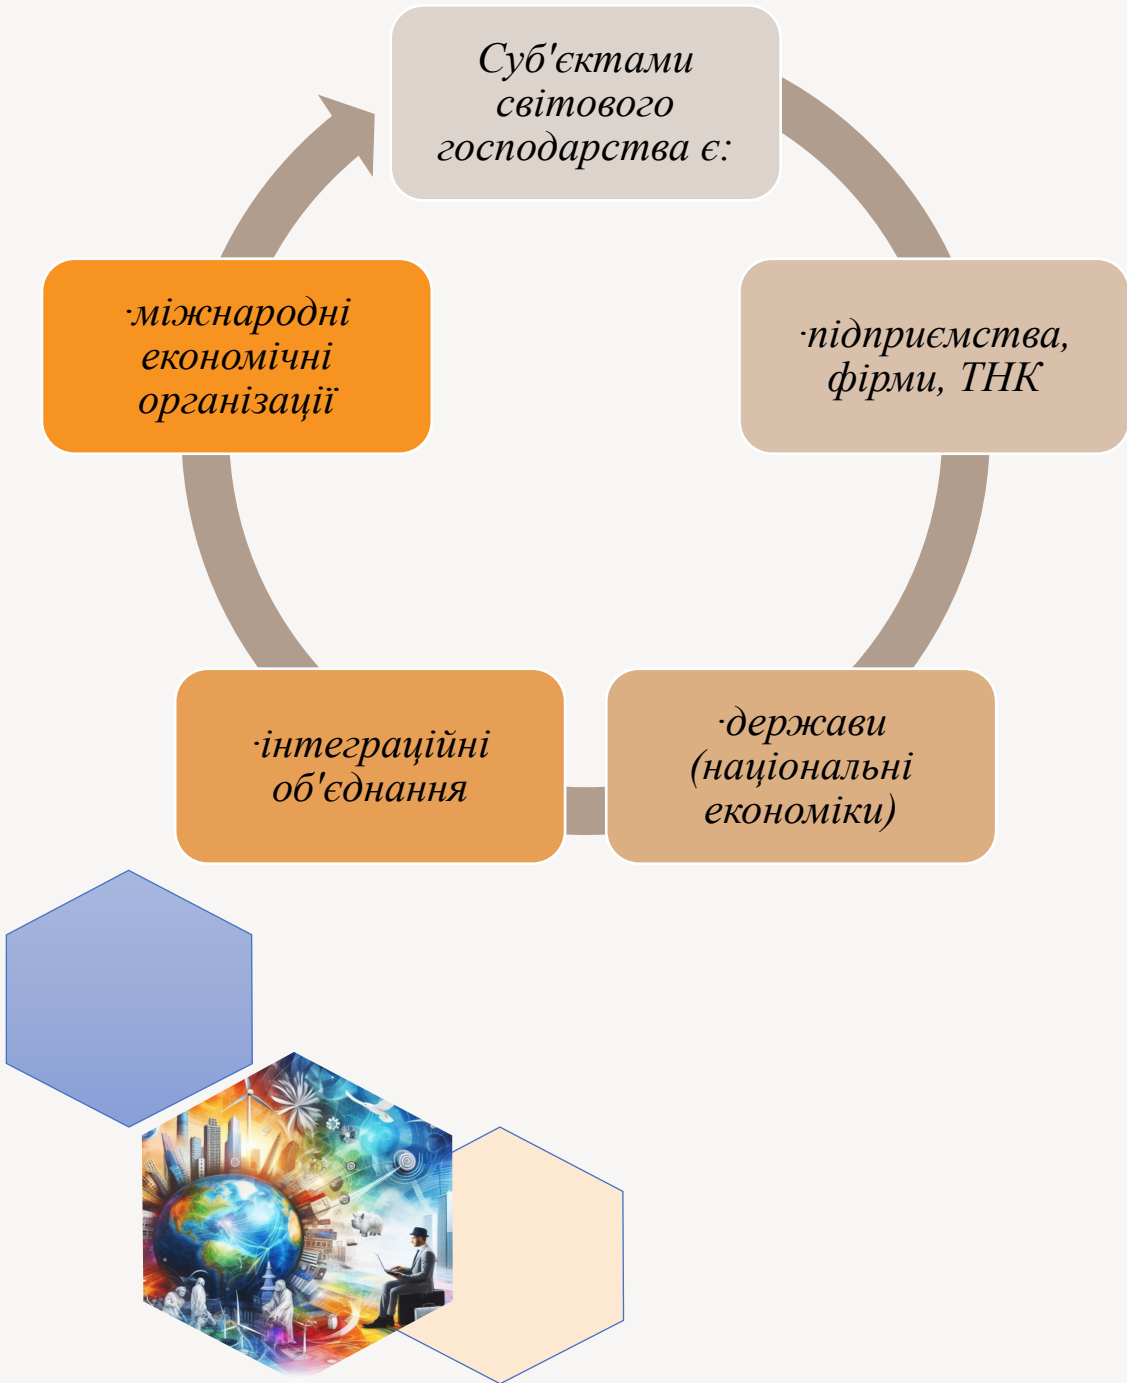 Суб'єктами
світового
господарства є:
·підприємства,
фірми, ТНК
·держави
(національні
економіки)
·інтеграційні
об'єднання
·міжнародні
економічні
організації